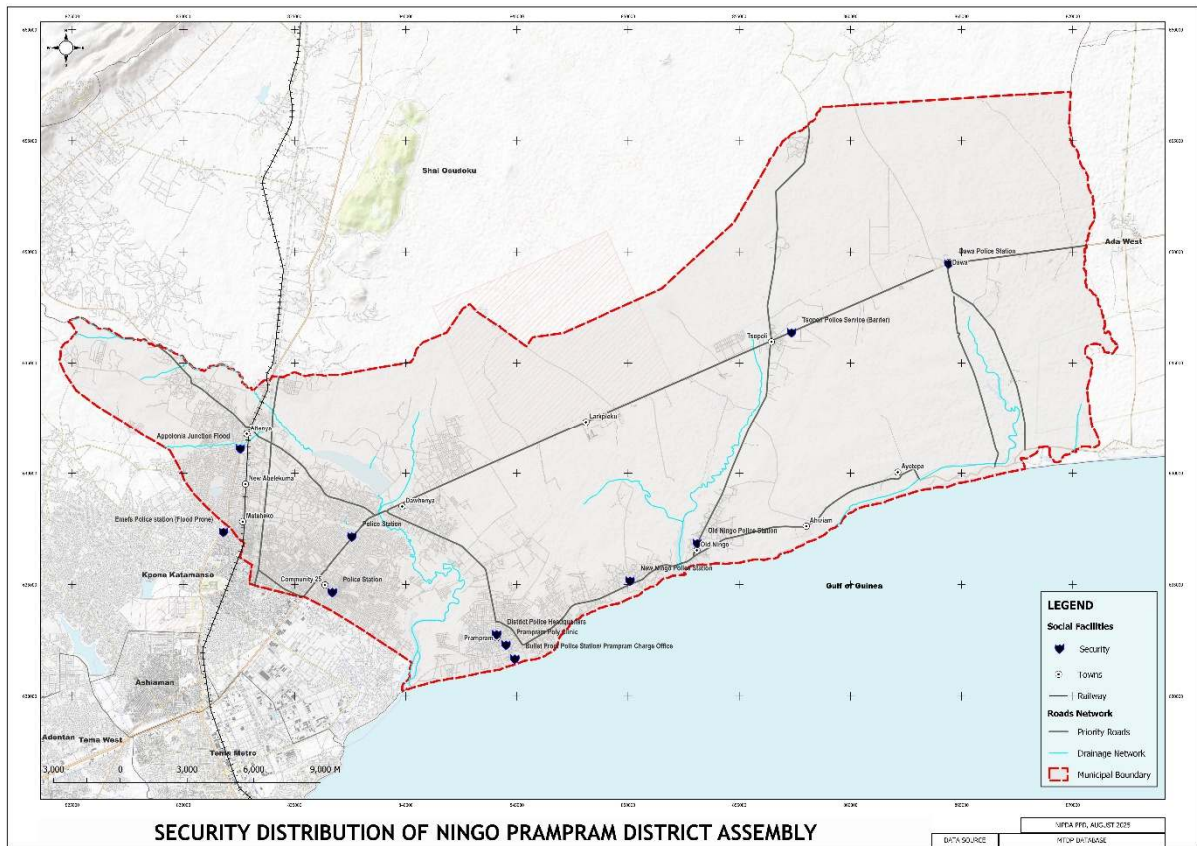 Shai Osudoku
Ada West
Dawa Police Station
Dawa
Tsopoli Police Service (Barrier)
Tsopoli
Larkpleku
Afienya
Appolonia Junction Flood
Ayetepa
New Abelekuma
Dawhenya
Mataheko
Emefs Police station (Flood Prone)
Police Station
Old Ningo Police Station
Old Ningo
Ahwiam
New Ningo Police Station
Kpone Katamanso
Community 25
Police Station
Gulf of Guinea
District Police Headquarters
Prampram
Prampram Poly Clinic
Bullet Proof Police Station/ Prampram Charge Office
Ashiaman
Adentan
Tema West
Tema Metro
3,000 0 3,000 6,000 9,000 M
LEGEND
Social Facilities
Security
Towns
Railway
Roads Network
Priority Roads
Drainage Network
Municipal Boundary
SECURITY DISTRIBUTION OF NINGO PRAMPRAM DISTRICT ASSEMBLY
NIPDA PPD, AUGUST 2025
DATA SOURCE
MTDP DATABASE